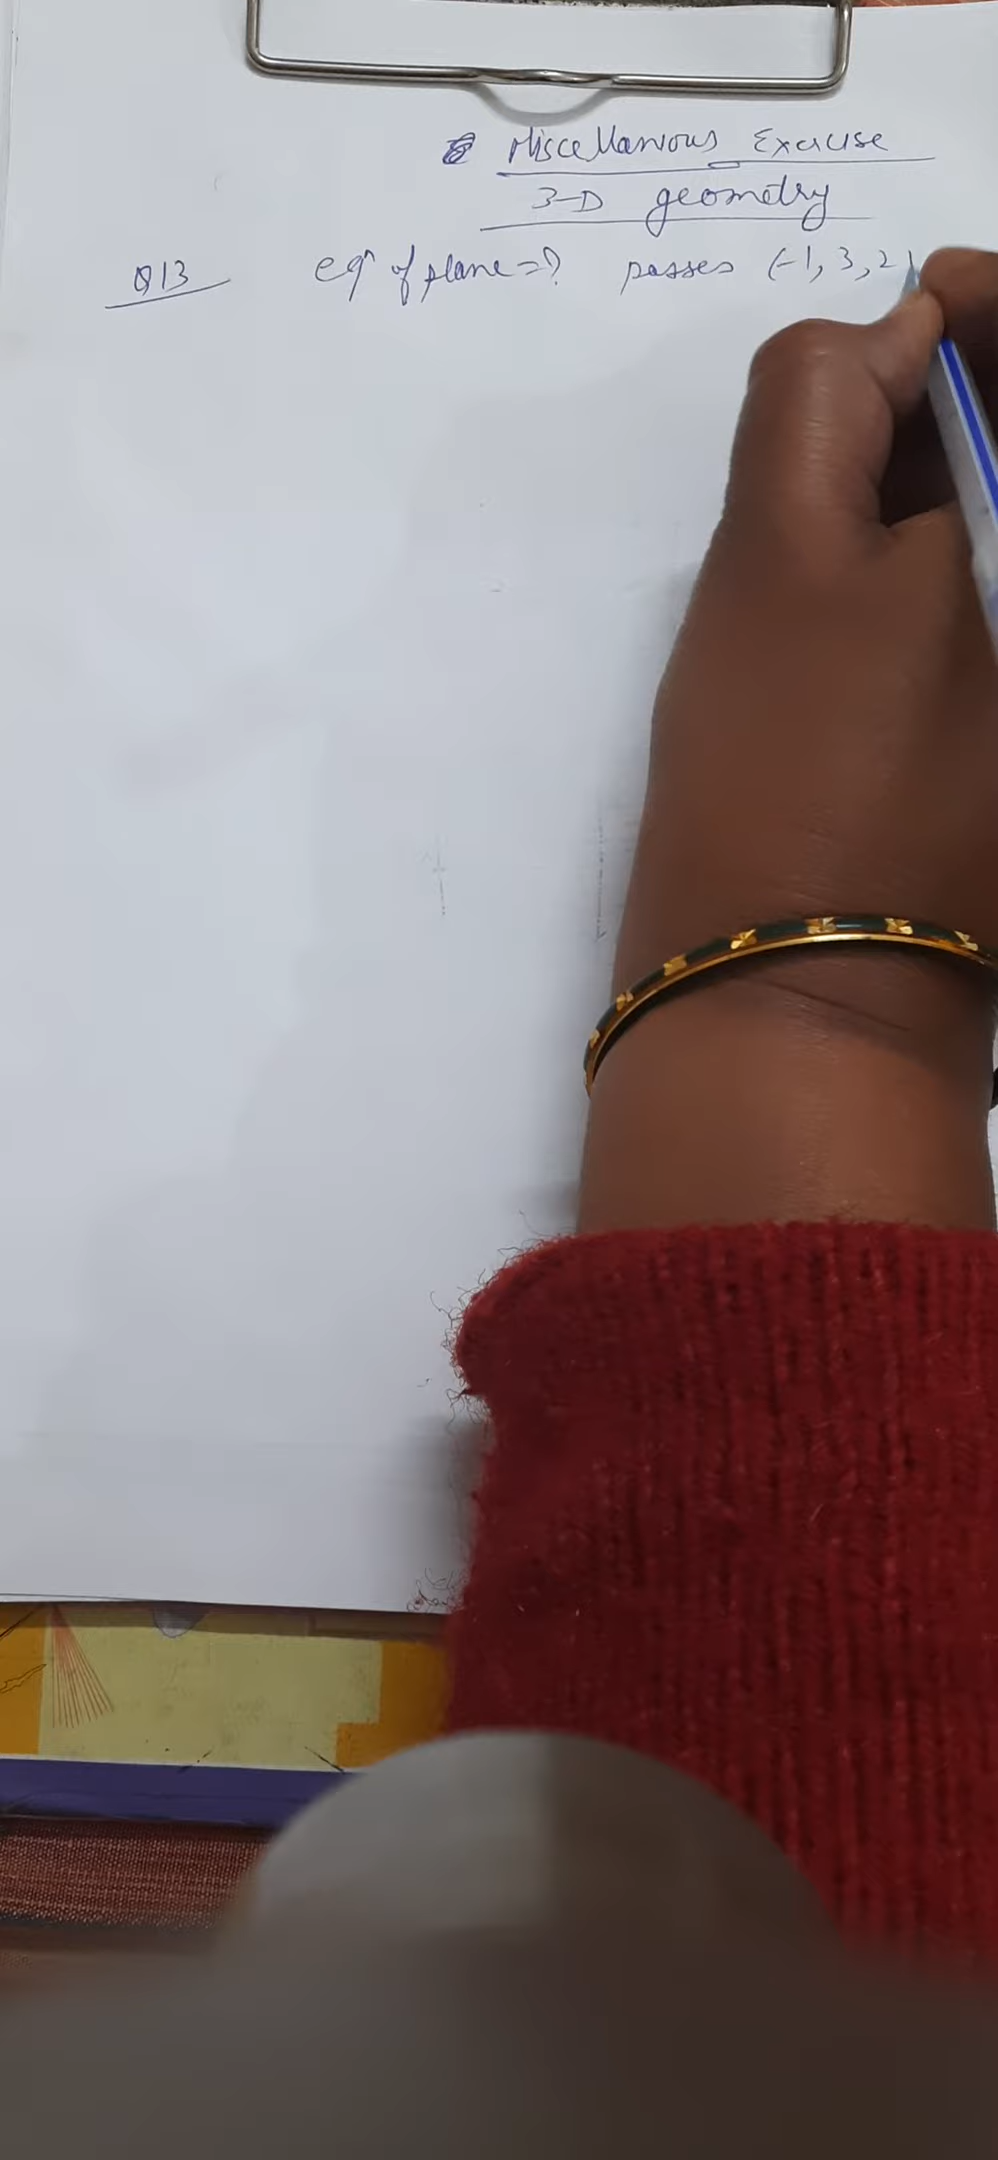 Miscellaneous Exercise
3-D geometry
Q13 eqn of plane=? passes (-1, 3, 2)